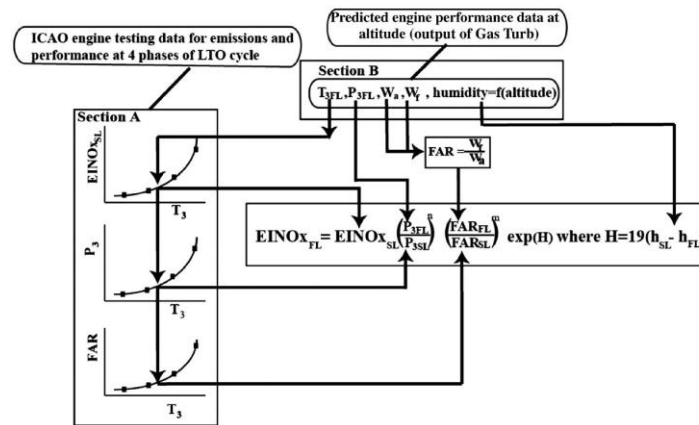 ICAO engine testing data for emissions and
performance at 4 phases of LTO cycle
Predicted engine performance data at
altitude (output of Gas Turb)
Section B
T3FL,P3FL,Wa,Wf , humidity=f(altitude)
Section A
EINOxSL
T3
P3
T3
FAR
T3
FAR = Wf/Wa
EINOxFL = EINOxSL(P3FL/P3SL)^n (FARFL/FARSL)^m exp(H) where H=19(hSL- hFL)